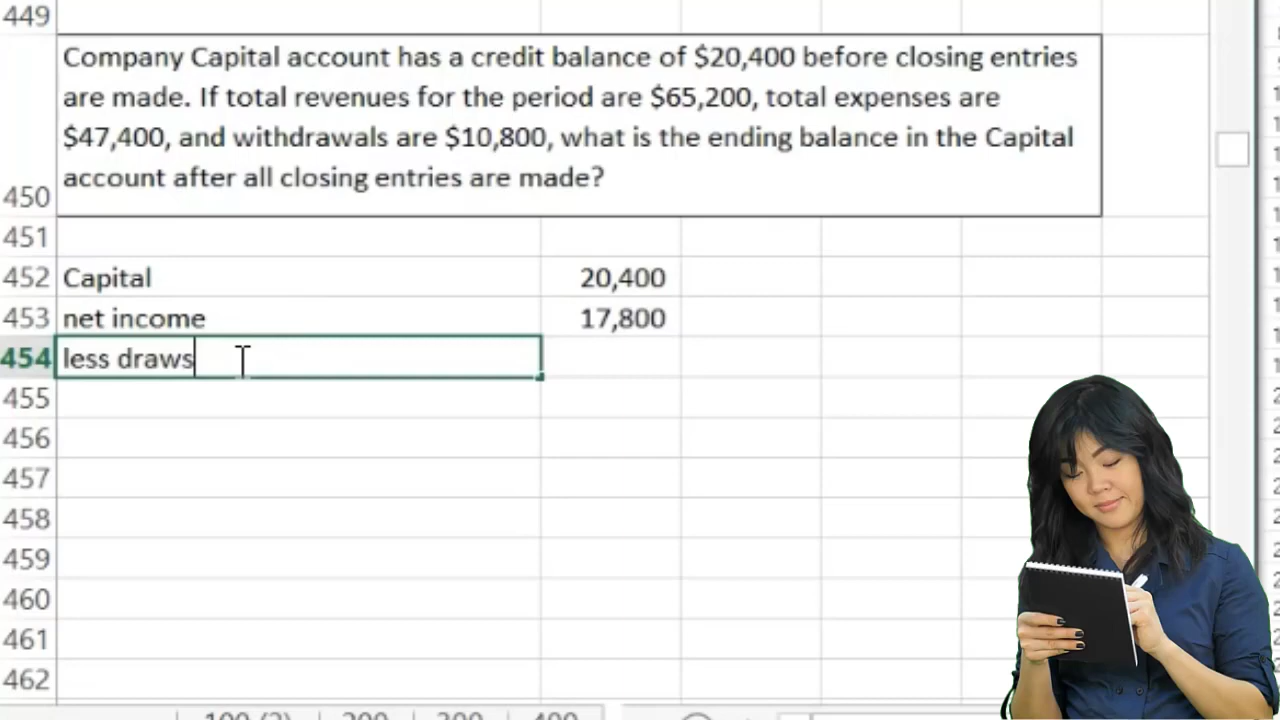 449
Company Capital account has a credit balance of $20,400 before closing entries
are made. If total revenues for the period are $65,200, total expenses are
$47,400, and withdrawals are $10,800, what is the ending balance in the Capital
account after all closing entries are made?
450
451
452 Capital 20,400
453 net income 17,800
454 less draws
455
456
457
458
459
460
461
462